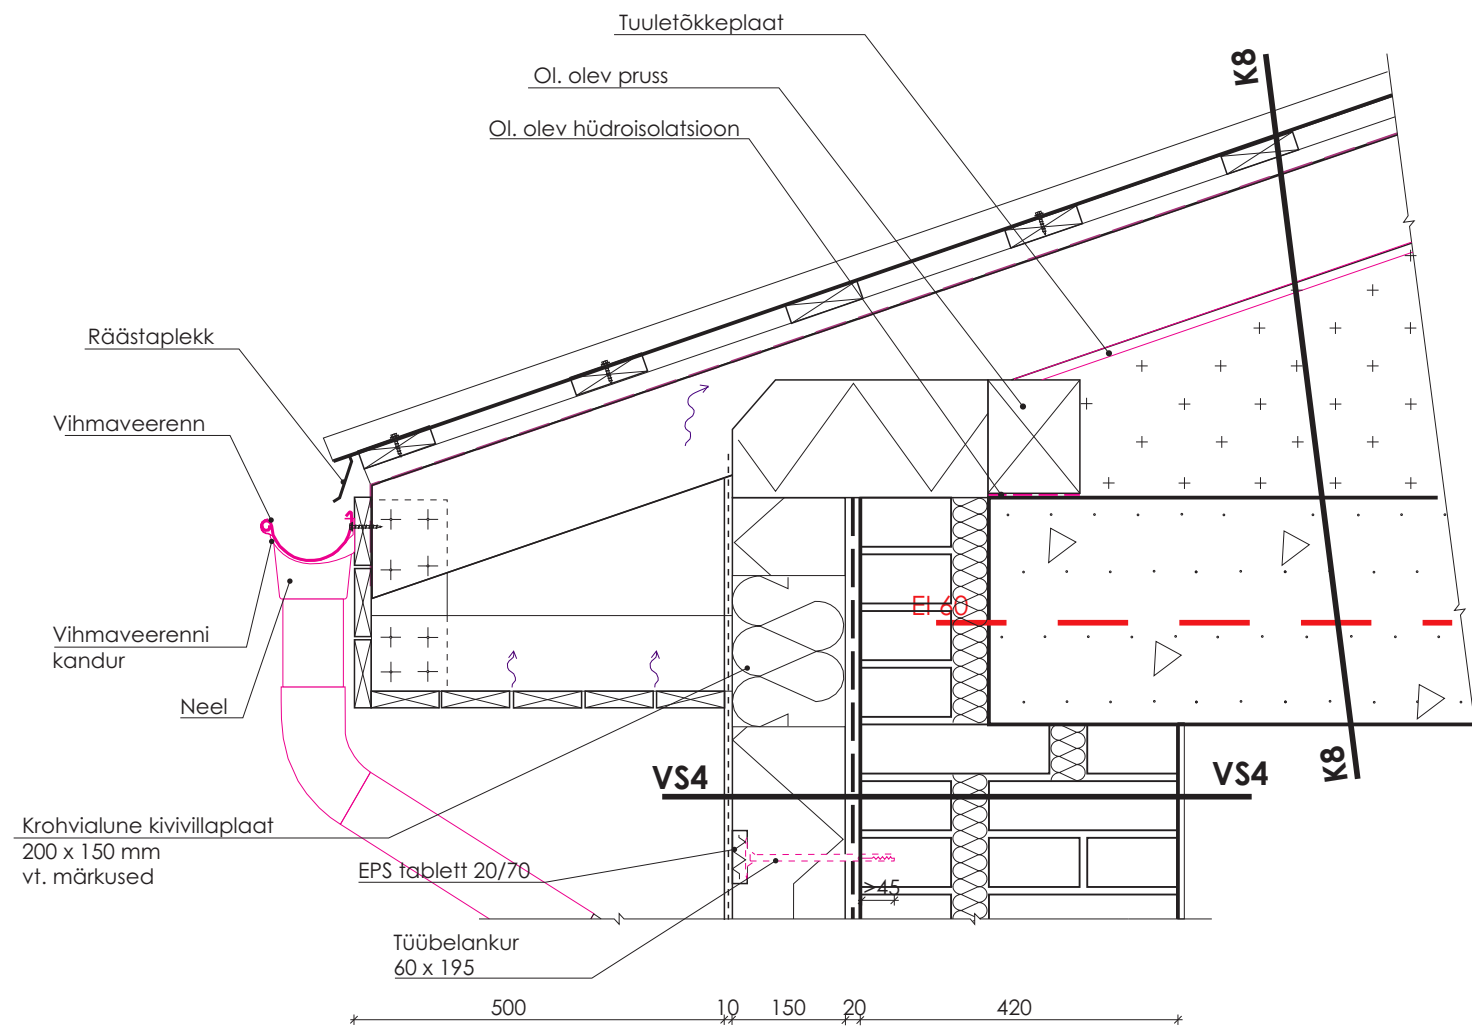 Tuuletõkkeplaat
Ol. olev pruss
Ol. olev hüdroisolatsioon
K8
Räästaplekk
Vihmaveerenn
Vihmaveerenni
kandur
Neel
EI 60
VS4
VS4
K8
Krohvialune kivivillaplaat
200 x 150 mm
vt. märkused
EPS tablett 20/70
>45
Tüübelankur
60 x 195
500
10
150
20
420